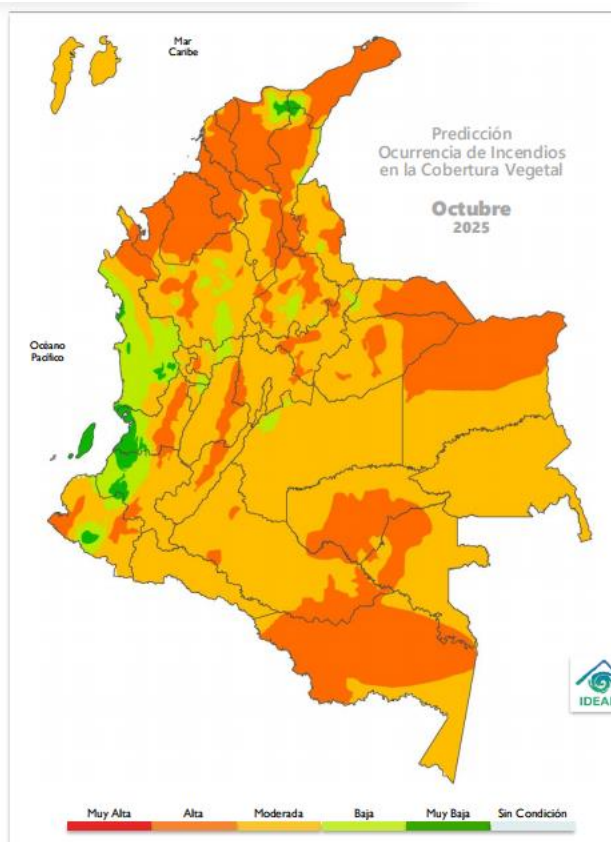 Mar
Caribe
Predicción
Ocurrencia de Incendios
en la Cobertura Vegetal
Octubre
2025
Océano
Pacífico
IDEAM
Muy Alta
Alta
Moderada
Baja
Muy Baja
Sin Condición